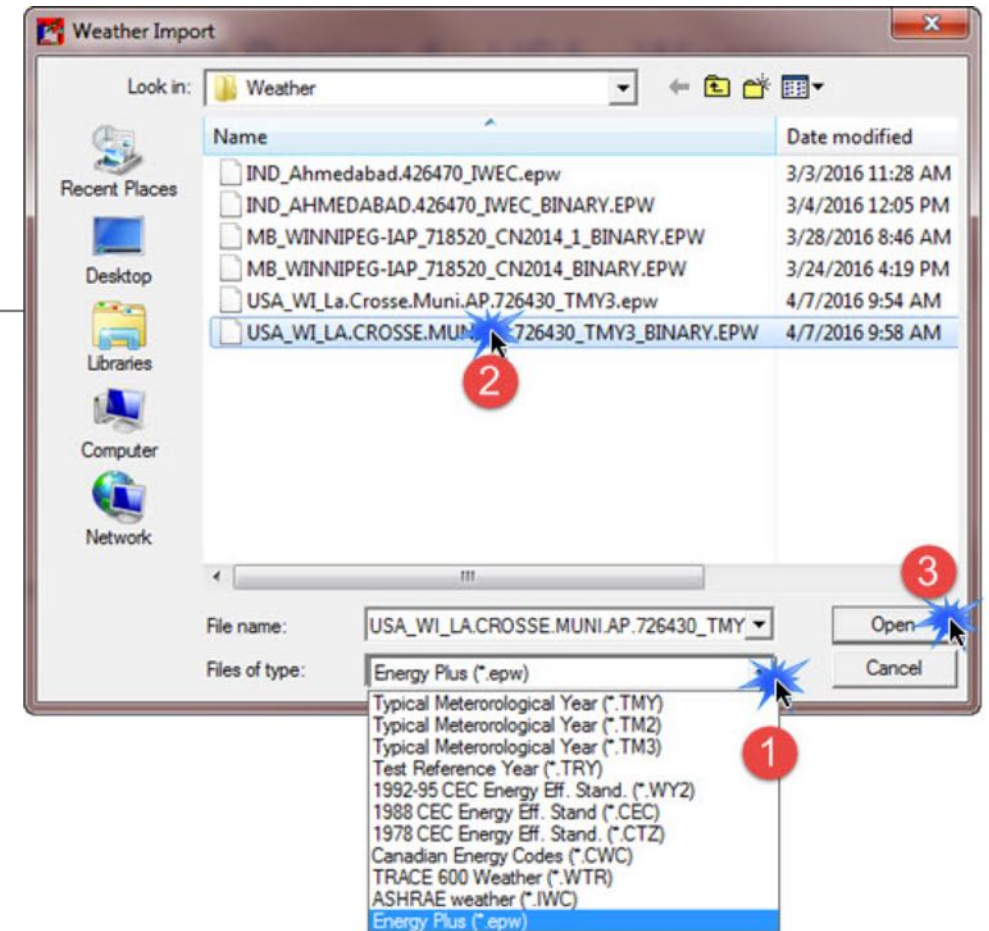 Weather Import
Look in: Weather
Name Date modified
IND_Ahmedabad.426470_IWEC.epw 3/3/2016 11:28 AM
IND_AHMEDABAD.426470_IWEC_BINARY.EPW 3/4/2016 12:05 PM
MB_WINNIPEG-IAP_718520_CN2014_1_BINARY.EPW 3/28/2016 8:46 AM
MB_WINNIPEG-IAP_718520_CN2014_BINARY.EPW 3/24/2016 4:19 PM
USA_WI_La.Crosse.Muni.AP.726430_TMY3.epw 4/7/2016 9:54 AM
USA_WI_LA.CROSSE.MUN 726430_TMY3_BINARY.EPW 4/7/2016 9:58 AM
2
Recent Places
Desktop
Libraries
Computer
Network
3
File name: USA_WI_LA.CROSSE.MUNI.AP.726430_TMY Open
Files of type: Energy Plus (*.epw) Cancel
1
Typical Meterorological Year (*.TMY)
Typical Meterorological Year (*.TM2)
Typical Meterorological Year (*.TM3)
Test Reference Year (*.TRY)
1992-95 CEC Energy Eff. Stand. (*.WY2)
1988 CEC Energy Eff. Stand (*.CEC)
1978 CEC Energy Eff. Stand. (*.CTZ)
Canadian Energy Codes (*.CWC)
TRACE 600 Weather (*.WTR)
ASHRAE weather (*.IWC)
Energy Plus (*.epw)